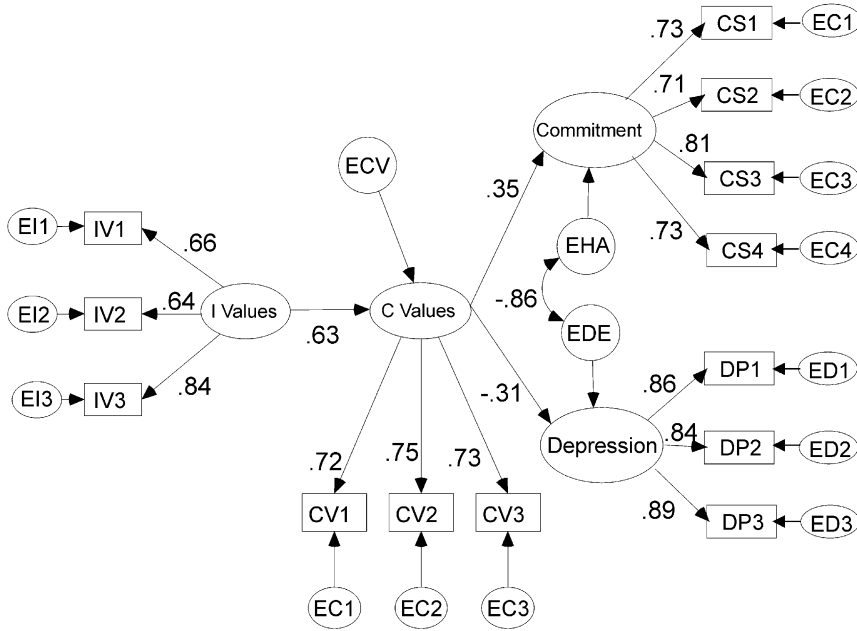 .73
CS1
EC1
.71
CS2
EC2
Commitment
.81
CS3
EC3
.73
CS4
EC4
ECV
.35
EHA
EI1
IV1
.66
EI2
IV2
.64
I Values
.63
C Values
-.86
EDE
EI3
IV3
.84
-.31
.86
DP1
ED1
Depression
.84
DP2
ED2
.89
DP3
ED3
.72
.75
.73
CV1
CV2
CV3
EC1
EC2
EC3